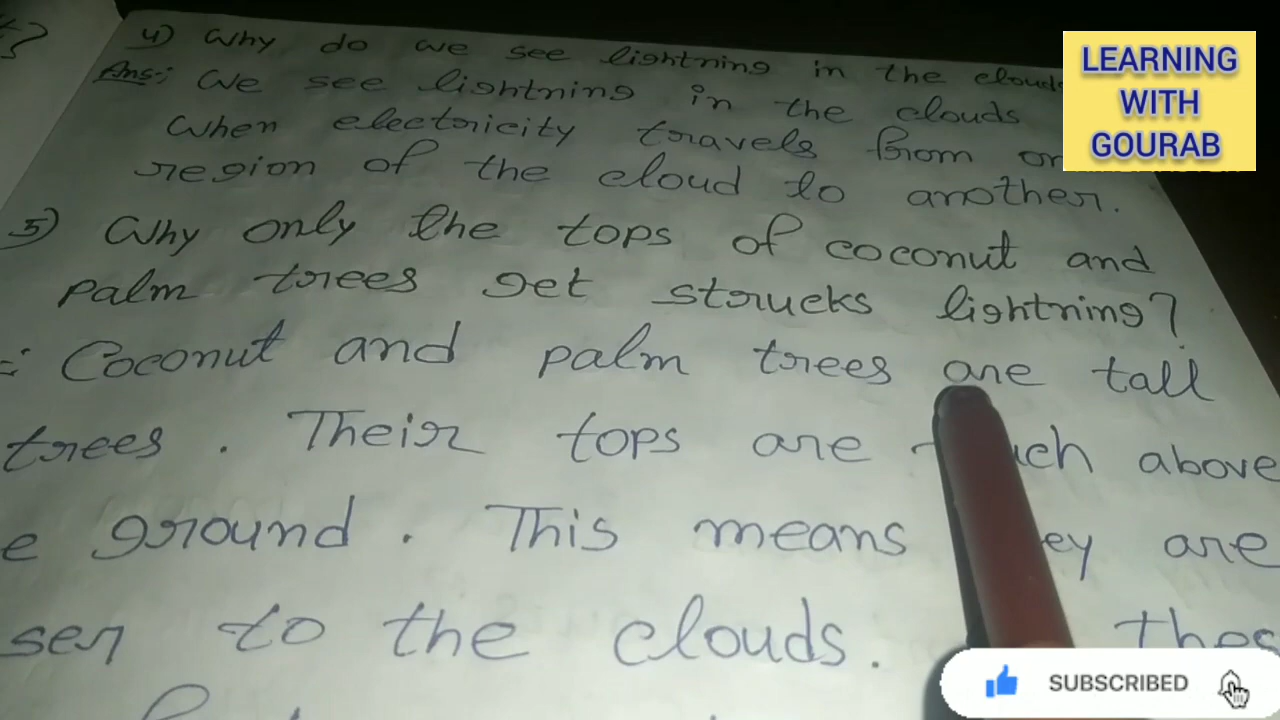 4) Why do we see lightning in the clouds
Ans:- We see lightning in the clouds
When electricity travels from
region of the cloud to another.
5) Why only the tops of coconut and
palm trees get strucks lightning?
Coconut and palm trees are tall
trees. Their tops are above
ground. This means are
to the clouds.
LEARNING
WITH
GOURAB
SUBSCRIBED